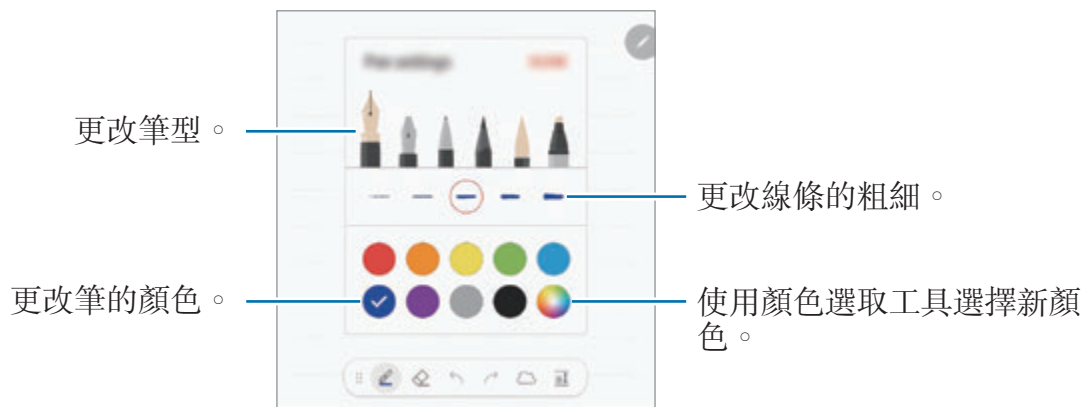 更改筆型。
更改線條的粗細。
更改筆的顏色。
使用顏色選取工具選擇新顏
色。